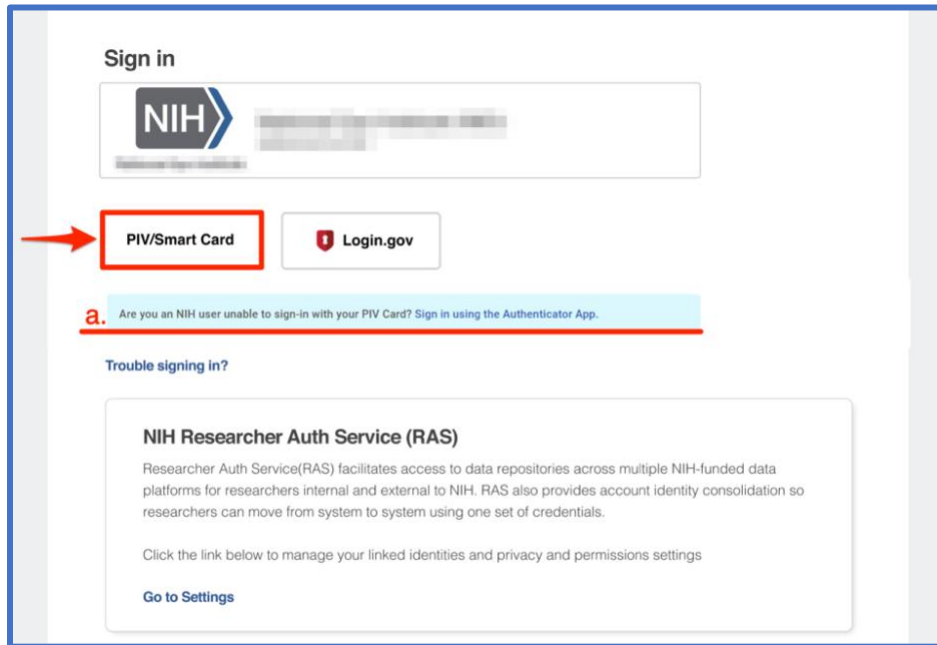 Sign in
NIH
PIV/Smart Card
Login.gov
a.
Are you an NIH user unable to sign-in with your PIV Card? Sign in using the Authenticator App.
Trouble signing in?
NIH Researcher Auth Service (RAS)
Researcher Auth Service(RAS) facilitates access to data repositories across multiple NIH-funded data
platforms for researchers internal and external to NIH. RAS also provides account identity consolidation so
researchers can move from system to system using one set of credentials.
Click the link below to manage your linked identities and privacy and permissions settings
Go to Settings